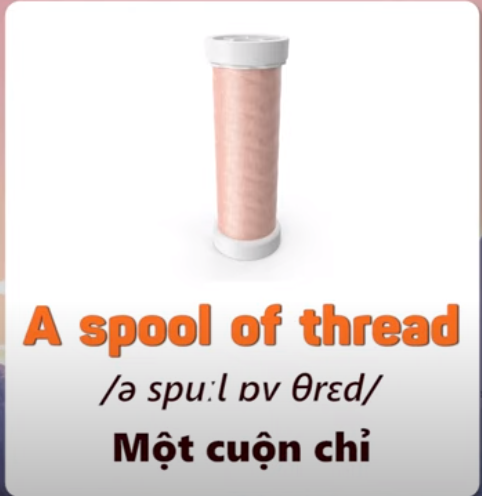 A spool of thread
/ə spuːl ɒv θrɛd/
Một cuộn chỉ